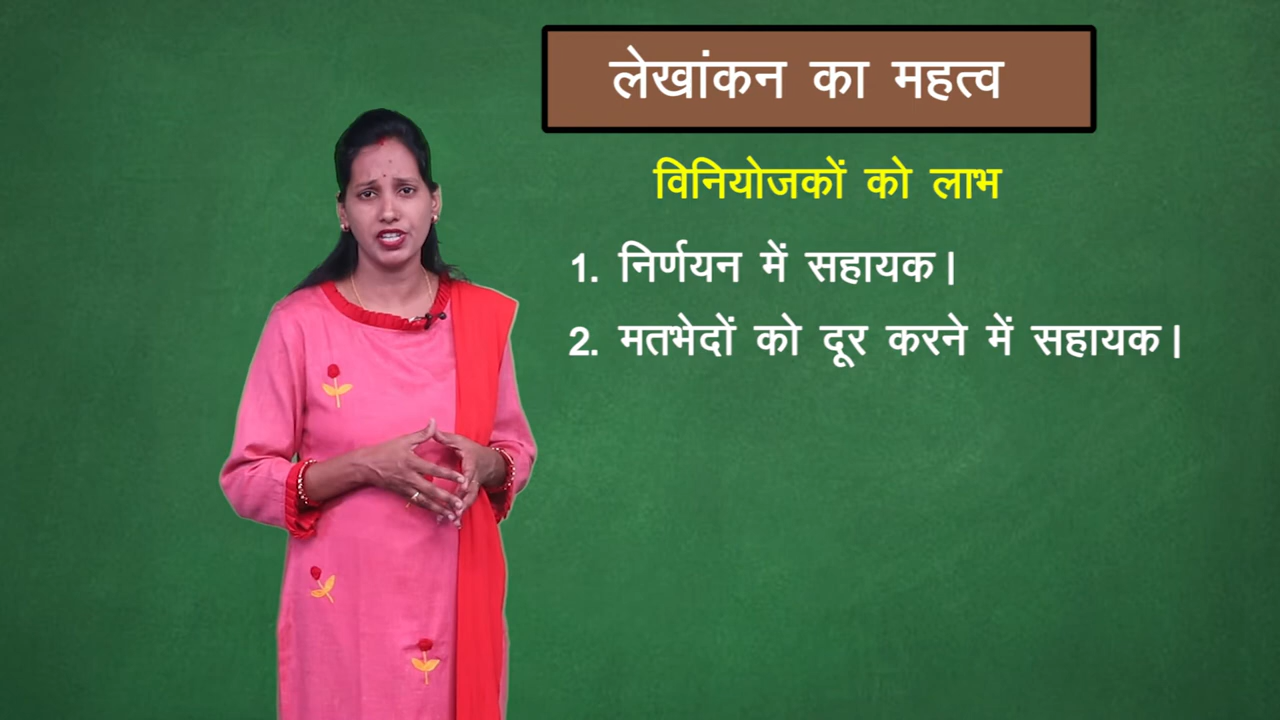 लेखांकन का महत्व
विनियोजकों को लाभ
1. निर्णयन में सहायक।
2. मतभेदों को दूर करने में सहायक।